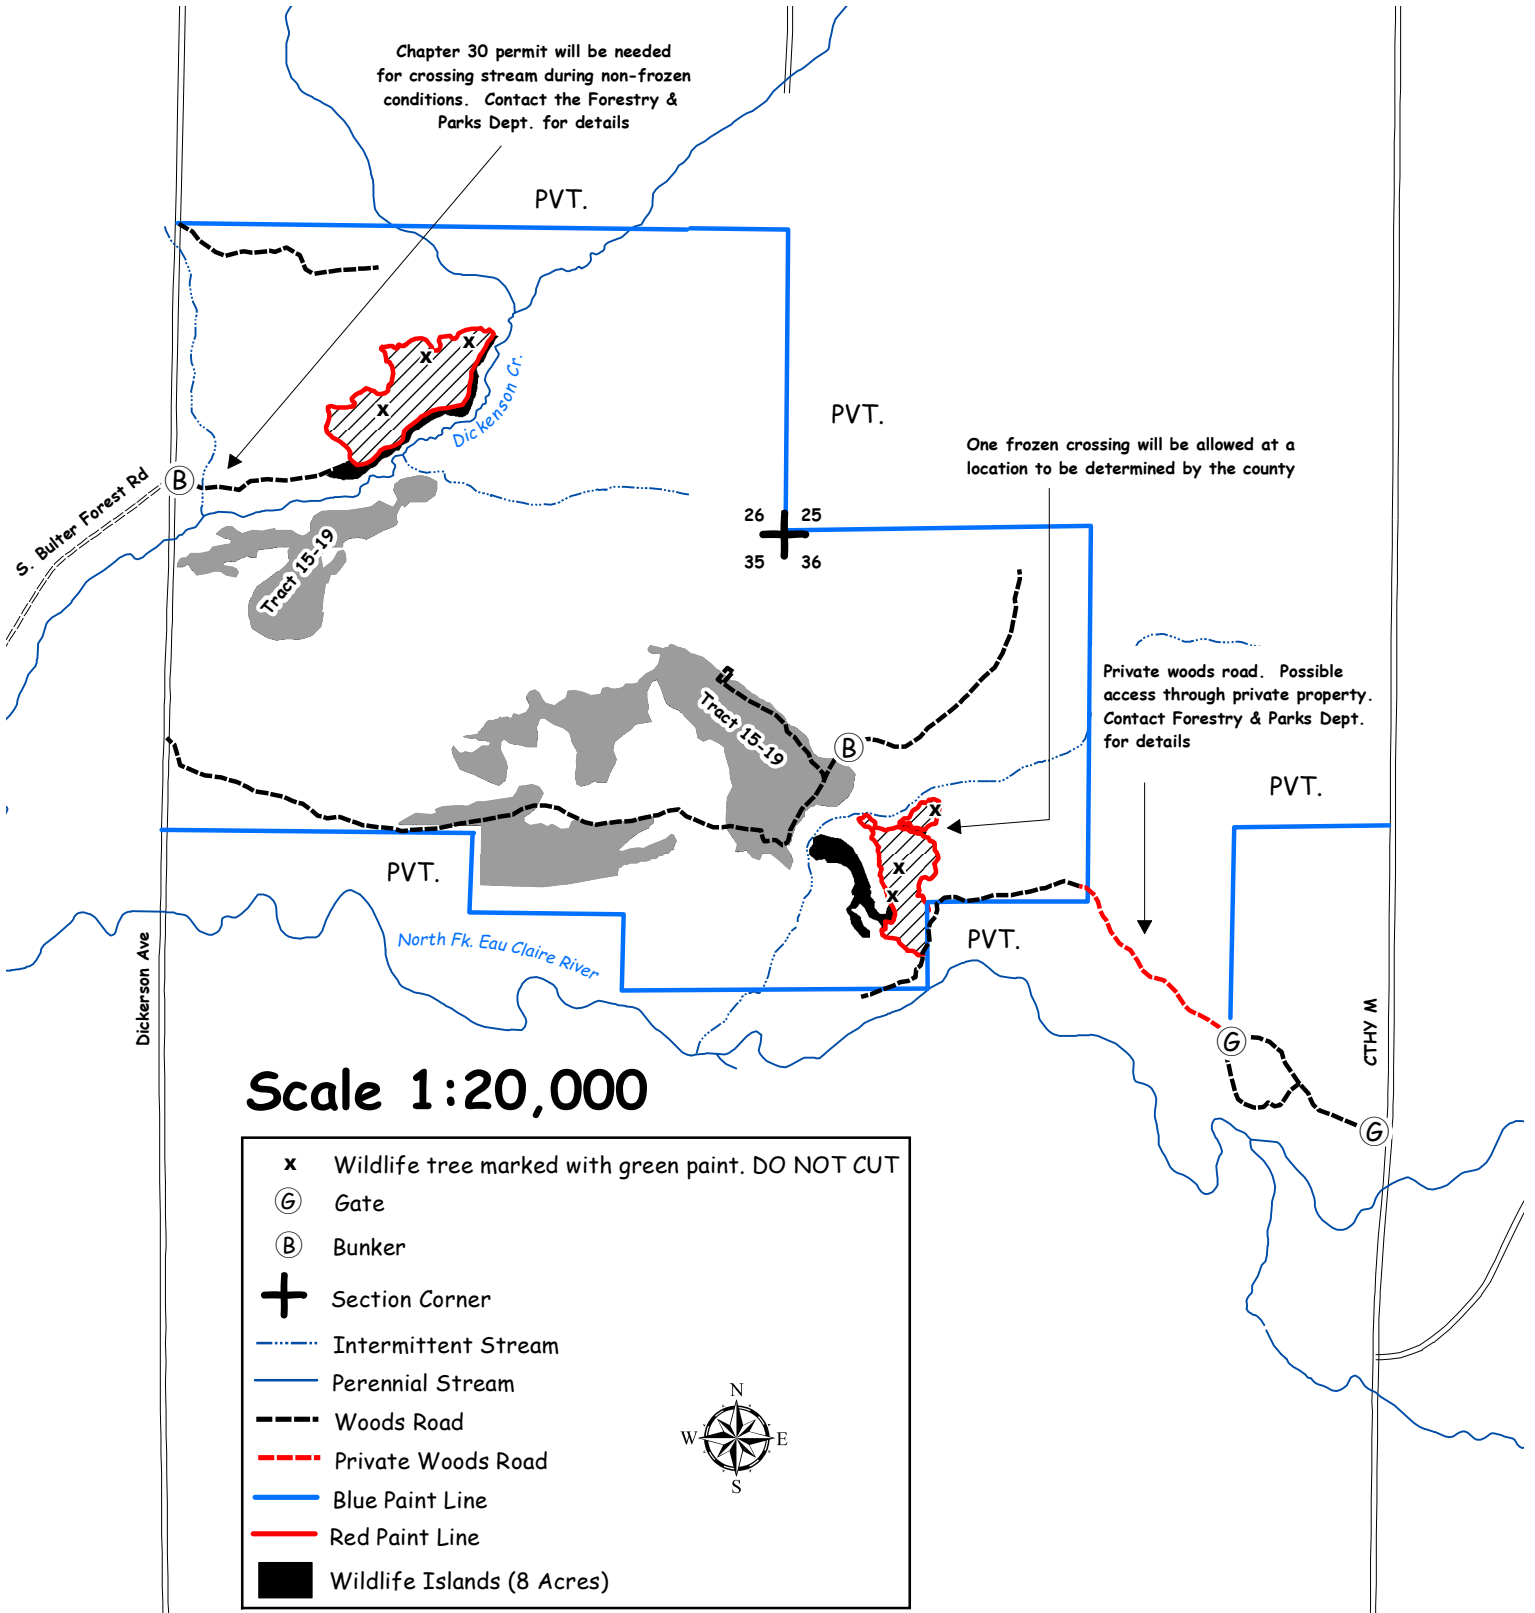 Chapter 30 permit will be needed
for crossing stream during non-frozen
conditions. Contact the Forestry &
Parks Dept. for details
PVT.
Dickenson Cr.
PVT.
One frozen crossing will be allowed at a
location to be determined by the county
S. Bulter Forest Rd
B
26 25
35 36
Tract 15-19
Private woods road. Possible
access through private property.
Contact Forestry & Parks Dept.
for details
Tract 15-19
B
PVT.
PVT.
North Fk. Eau Claire River
PVT.
Dickerson Ave
CTHY M
G
G
x
x
x
x
x
x
Scale 1:20,000
x Wildlife tree marked with green paint. DO NOT CUT
G Gate
B Bunker
Section Corner
Intermittent Stream
Perennial Stream
Woods Road
Private Woods Road
Blue Paint Line
Red Paint Line
Wildlife Islands (8 Acres)
N
W E
S